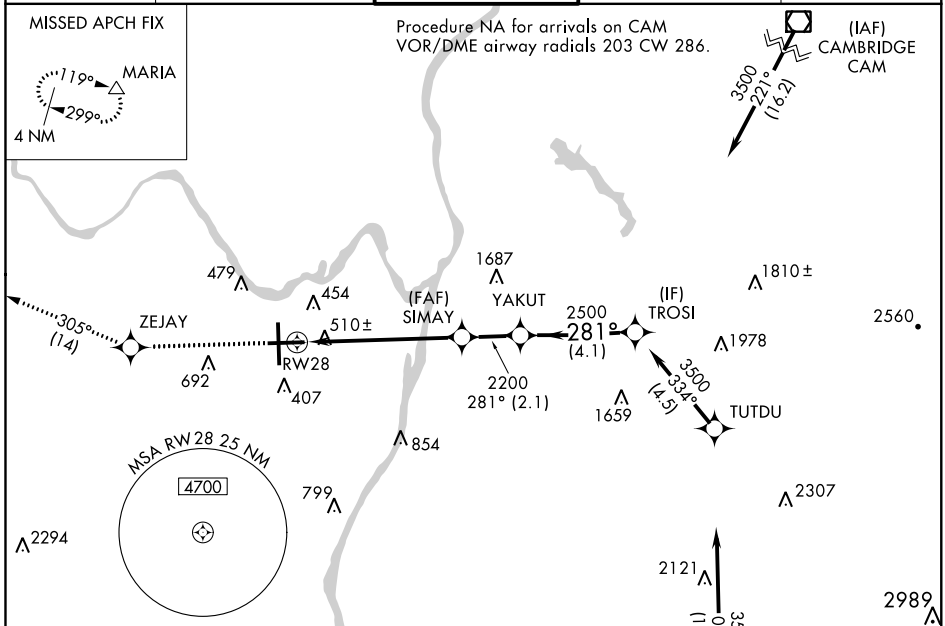 MISSED APCH FIX
119°
MARIA
299°
4 NM
Procedure NA for arrivals on CAM
VOR/DME airway radials 203 CW 286.
(IAF)
CAMBRIDGE
CAM
3500
221°
(16.2)
479
454
(FAF)
SIMAY
1687
YAKUT
2500
281°
(4.1)
(IF)
TROSI
1810 ±
2560
305°
(14)
ZEJAY
510 ±
RW28
692
407
2200
281° (2.1)
1978
3500
334°
(4.5)
1659
TUTDU
854
MSA RW 28 25 NM
4700
799
2307
2294
2121
2989